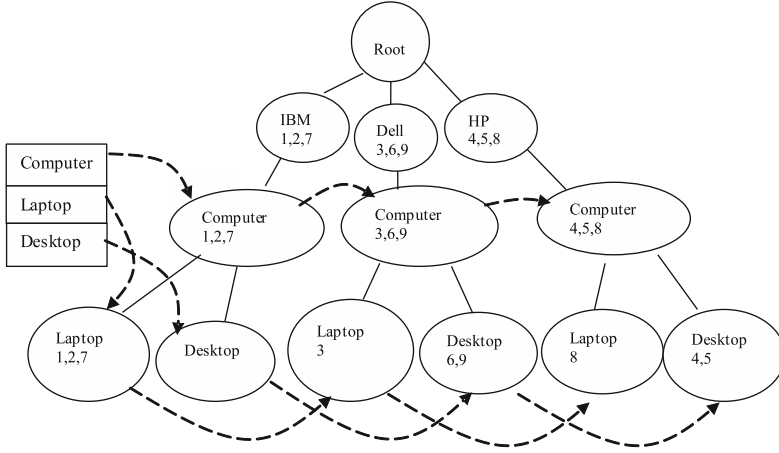 Root
IBM
1,2,7
Dell
3,6,9
HP
4,5,8
Computer
Laptop
Desktop
Computer
1,2,7
Computer
3,6,9
Computer
4,5,8
Laptop
1,2,7
Desktop
Laptop
3
Desktop
6,9
Laptop
8
Desktop
4,5